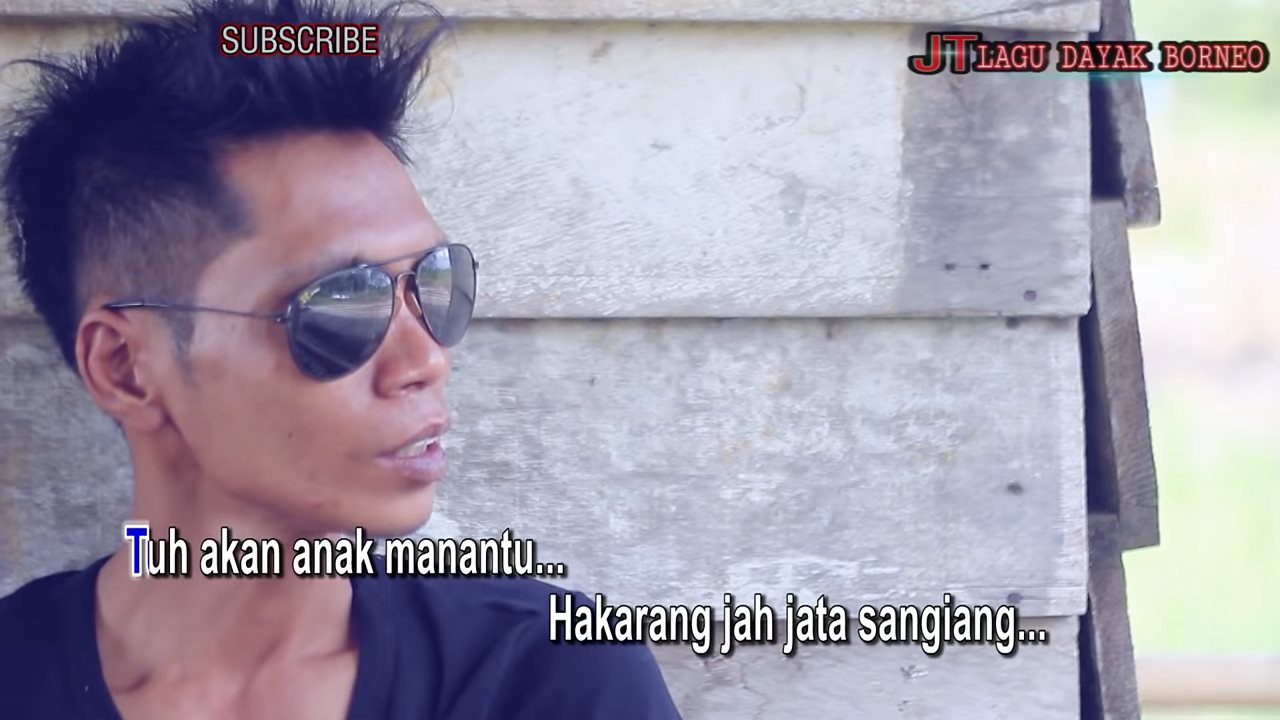 SUBSCRIBE
JT LAGU DAYAK BORNEO
Tuh akan anak manantu...
Hakarang jah jata sangiang...